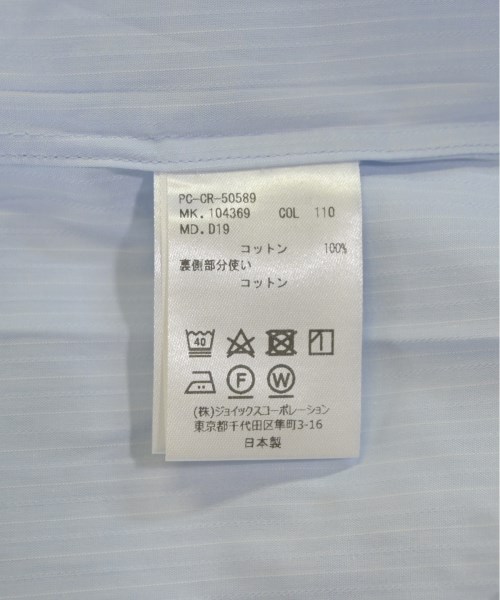 PC-CR-50589
MK.104369 COL 110
MD.D19
コットン 100%
裏側部分使い
コットン
40
F W
(株)ジョイックスコーポレーション
東京都千代田区隼町3-16
日本製